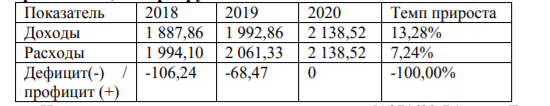 Показатель 2018 2019 2020 Темп прироста
Доходы 1 887,86 1 992,86 2 138,52 13,28%
Расходы 1 994,10 2 061,33 2 138,52 7,24%
Дефицит(-) / -106,24 -68,47 0 -100,00%
профицит (+)